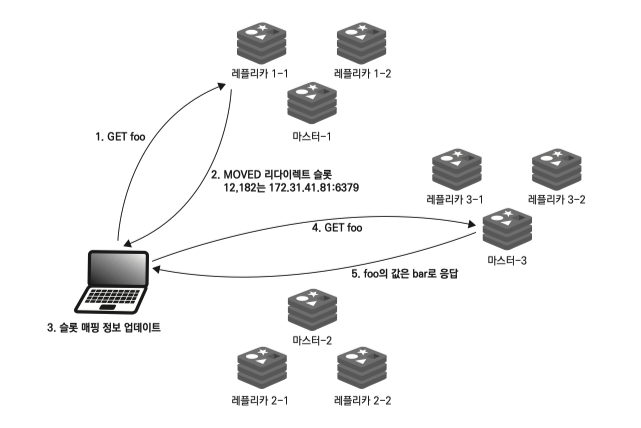 레플리카 1-1
레플리카 1-2
마스터-1
1. GET foo
2. MOVED 리다이렉트 슬롯
12,182는 172.31.41.81:6379
레플리카 3-1
레플리카 3-2
마스터-3
4. GET foo
5. foo의 값은 bar로 응답
3. 슬롯 매핑 정보 업데이트
마스터-2
레플리카 2-1
레플리카 2-2